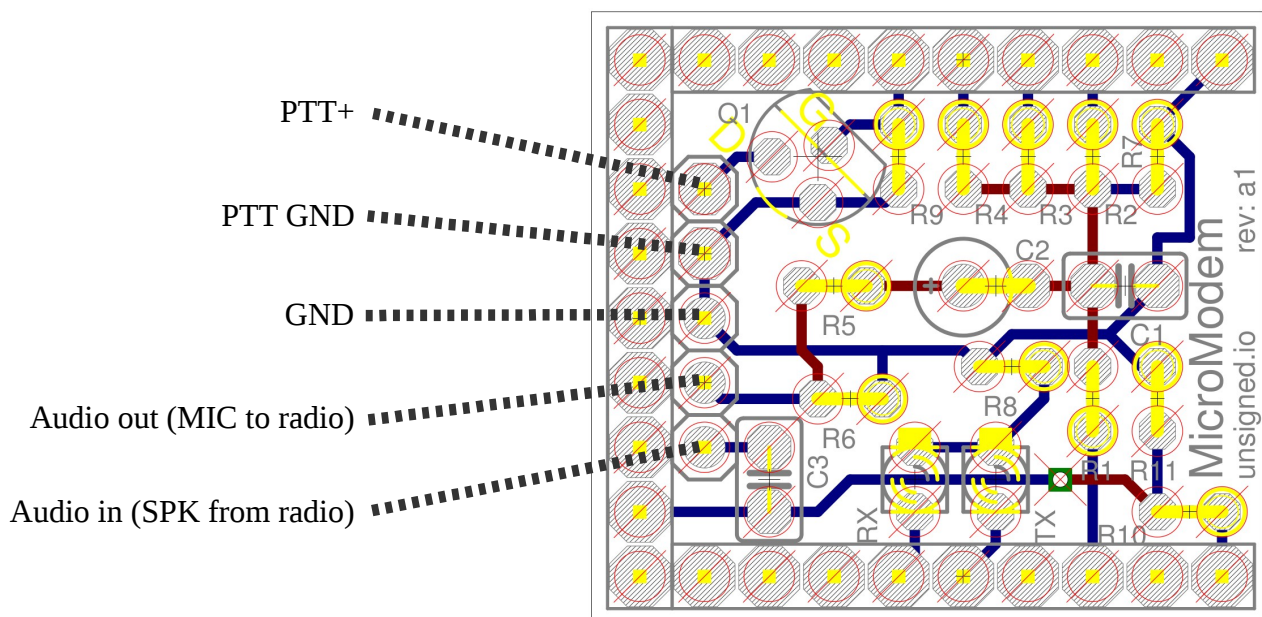 PTT+
PTT GND
GND
Audio out (MIC to radio)
Audio in (SPK from radio)
Q1
G
D
S
R7
R9
R4
R3
R2
C2
R5
C1
R8
R6
C3
R1
R11
RX
TX
R10
MicroModem
rev: a1
unsigned.io